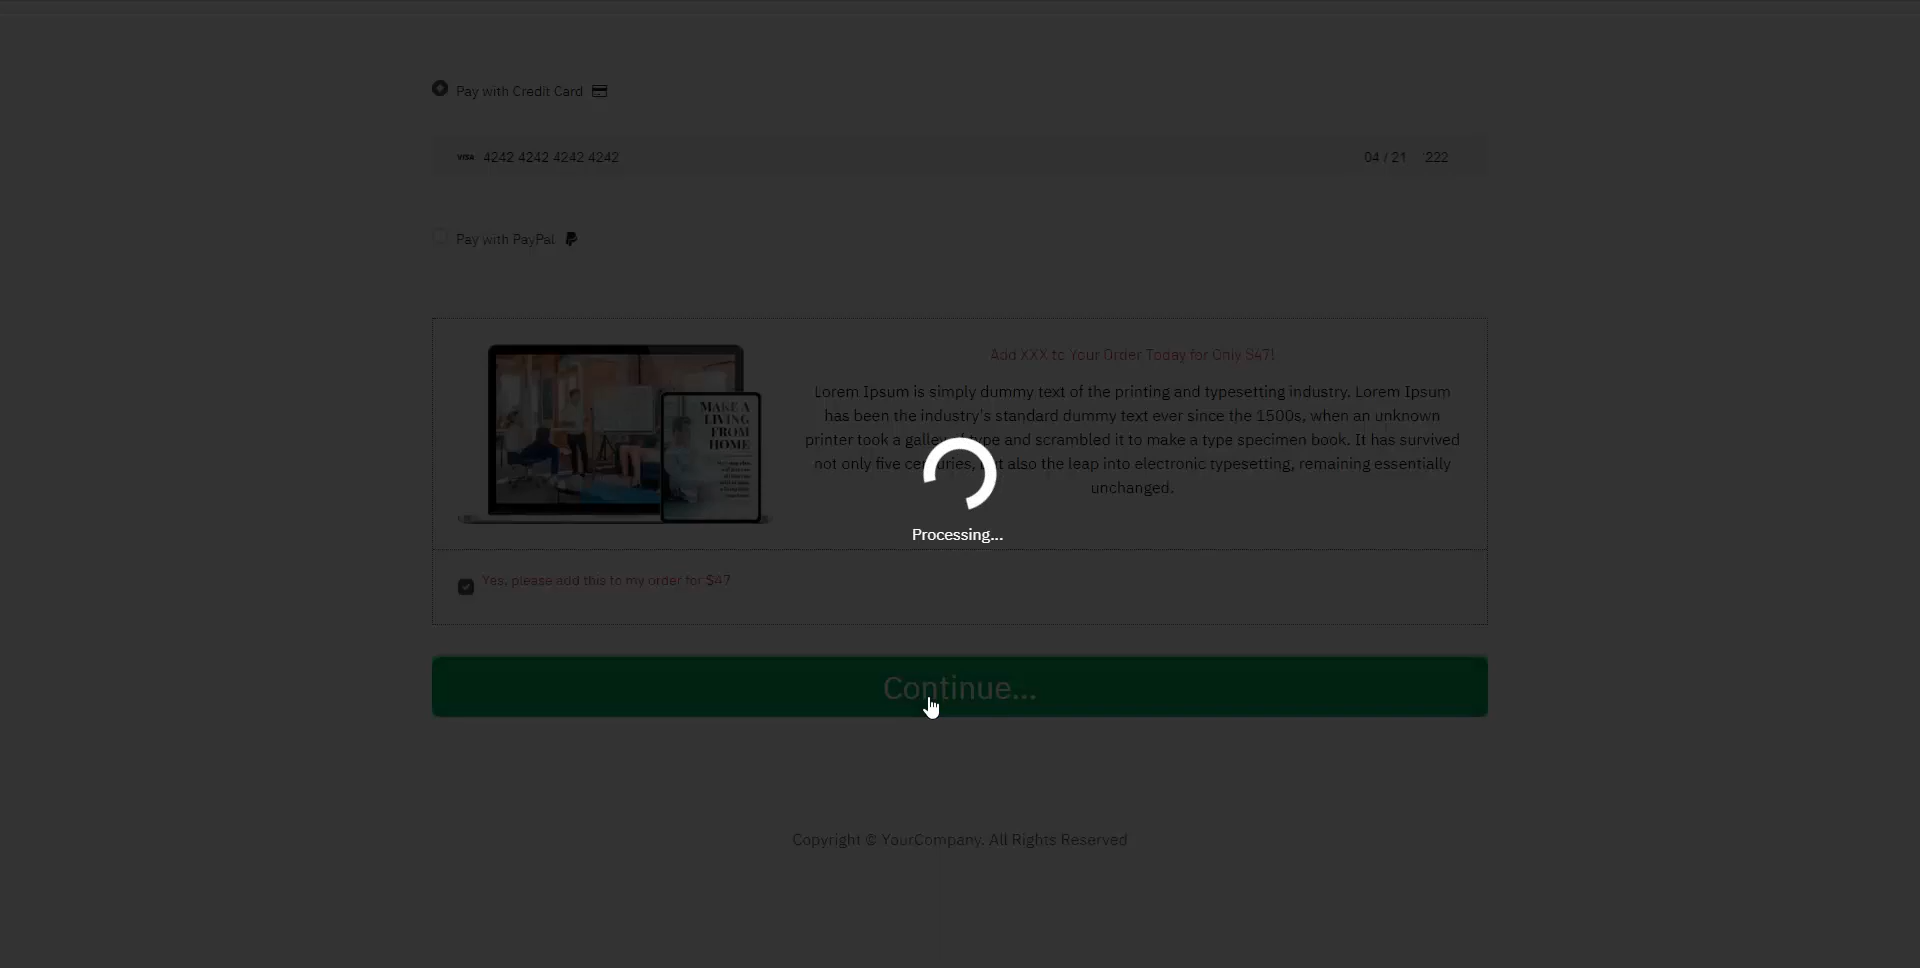 Pay with Credit Card
VISA 4242 4242 4242 4242 04 / 21 222
Pay with PayPal
MAKE A
LIVING
FROM
HOME
Add XXX to Your Order Today for Only $47!
Lorem Ipsum is simply dummy text of the printing and typesetting industry. Lorem Ipsum
has been the industry's standard dummy text ever since the 1500s, when an unknown
printer took a galley of type and scrambled it to make a type specimen book. It has survived
not only five centuries, but also the leap into electronic typesetting, remaining essentially
unchanged.
Processing...
Yes, please add this to my order for $47
Continue...
Copyright © YourCompany. All Rights Reserved